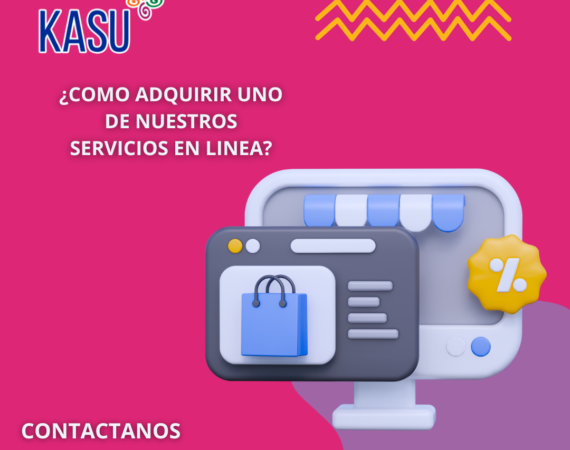 KASU
¿COMO ADQUIRIR UNO
DE NUESTROS
SERVICIOS EN LINEA?
%
CONTACTANOS